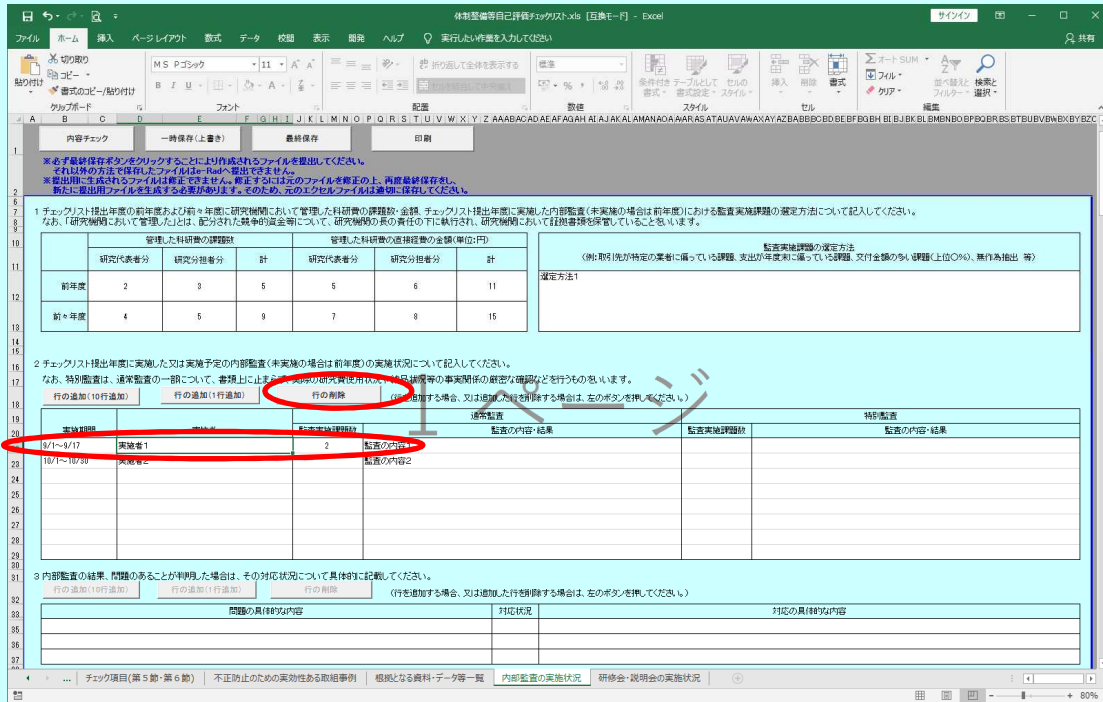 体制整備等自己評価チェックリスト.xls [互換モード] - Excel
サインイン
ファイル ホーム 挿入 ページ レイアウト 数式 データ 校閲 表示 開発 ヘルプ 実行したい作業を入力してください 共有
切り取り
コピー
書式のコピー/貼り付け
貼り付け
MS Pゴシック 11
折り返して全体を表示する
セルを結合して中央揃え
標準
条件付き書式
テーブルとして書式設定
セルのスタイル
挿入 削除 書式
オート SUM
フィル
クリア
並べ替えとフィルター
検索と選択
クリップボード フォント 配置 数値 スタイル セル 編集
内容チェック 一時保存(上書き) 最終保存 印刷
※必ず最終保存ボタンをクリックすることにより作成されるファイルを提出してください。
それ以外の方法で保存したファイルはe-Radへ提出できません。
※提出用に生成されるファイルは修正できません。修正するには元のファイルを修正の上、再度最終保存をし、
新たに提出用ファイルを生成する必要があります。そのため、元のエクセルファイルは適切に保存してください。
1 チェックリスト提出年度の前年度および前々年度に研究機関において管理した科研費の課題数・金額、チェックリスト提出年度に実施した内部監査(未実施の場合は前年度)における監査実施課題の選定方法について記入してください。
なお、「研究機関において管理した」とは、配分された競争的資金等について、研究機関の長の責任の下に執行され、研究機関において証拠書類を保管していることをいいます。
管理した科研費の課題数 管理した科研費の直接経費の金額(単位:円) 監査実施課題の選定方法
(例:取引先が特定の業者に偏っている課題、支出が年度末に偏っている課題、交付金額の多い課題(上位○%)、無作為抽出 等)
研究代表者分 研究分担者分 計 研究代表者分 研究分担者分 計
選定方法1
前年度 2 3 5 5 6 11
前々年度 4 5 9 7 8 15
2 チェックリスト提出年度に実施した又は実施予定の内部監査(未実施の場合は前年度)の実施状況について記入してください。
なお、特別監査は、通常監査の一部について、書類上に止まらず、実際の研究費使用状況や納品状況等の事実関係の厳密な確認などを行うものをいいます。
行の追加(10行追加) 行の追加(1行追加) 行の削除 (行を追加する場合、又は追加した行を削除する場合は、左のボタンを押してください。)
1 ページ
通常監査 特別監査
実施期間 実施者 監査実施課題数 監査の内容・結果 監査実施課題数 監査の内容・結果
9/1～9/17 実施者1 2 監査の内容1
10/1～10/30 実施者2 監査の内容2
3 内部監査の結果、問題のあることが判明した場合は、その対応状況について具体的に記載してください。
行の追加(10行追加) 行の追加(1行追加) 行の削除 (行を追加する場合、又は追加した行を削除する場合は、左のボタンを押してください。)
問題の具体的な内容 対応状況 対応の具体的な内容
... チェック項目(第5節・第6節) 不正防止のための実効性ある取組事例 根拠となる資料・データ等一覧 内部監査の実施状況 研修会・説明会の実施状況
80%